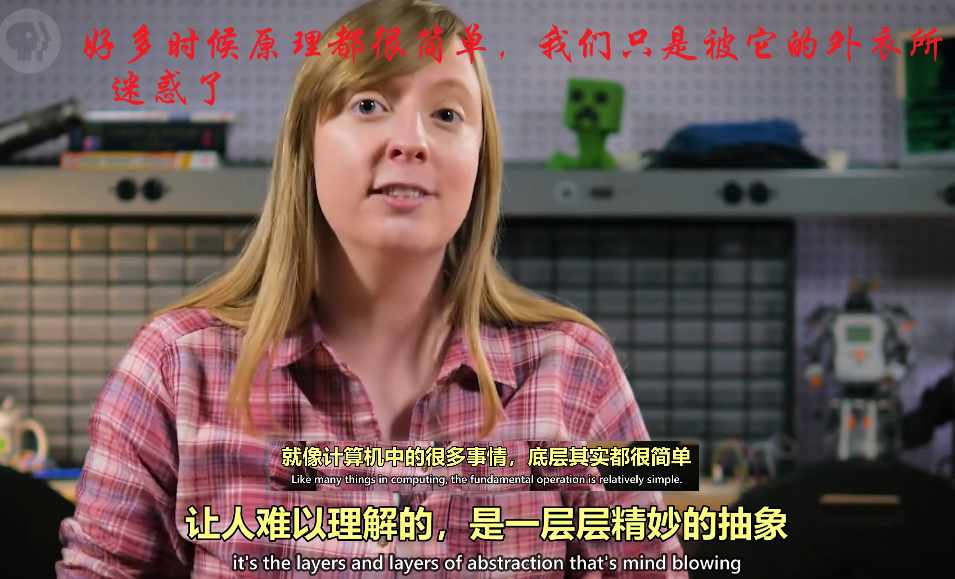 好多时候原理都很简单，我们只是被它的外衣所
迷惑了
就像计算机中的很多事情，底层其实都很简单
Like many things in computing, the fundamental operation is relatively simple.
让人难以理解的，是一层层精妙的抽象
it's the layers and layers of abstraction that's mind blowing